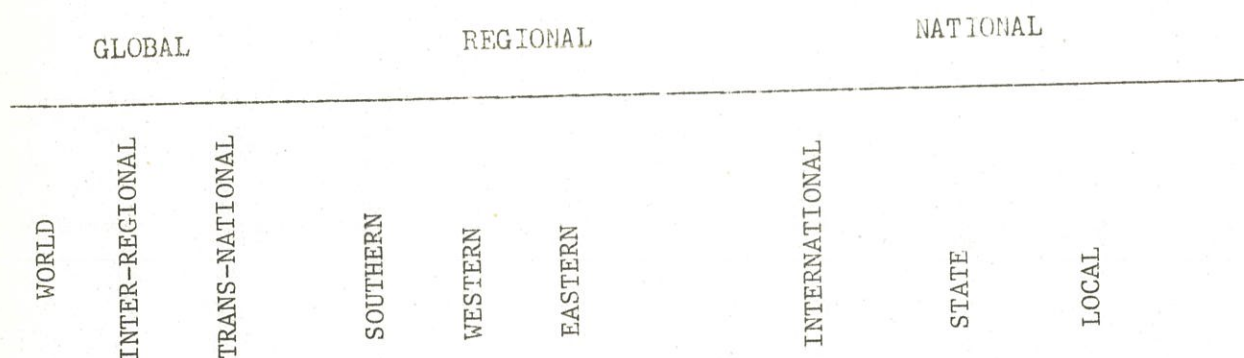 GLOBAL REGIONAL NATIONAL
WORLD
INTER-REGIONAL
TRANS-NATIONAL
SOUTHERN
WESTERN
EASTERN
INTERNATIONAL
STATE
LOCAL